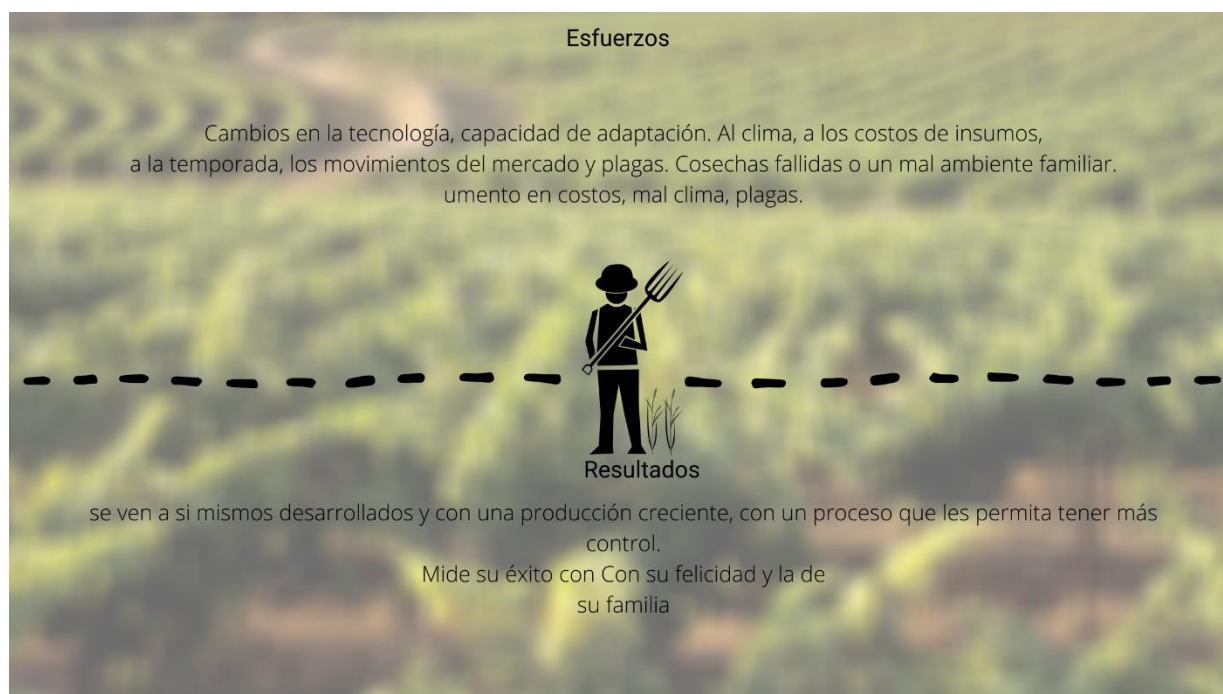 Esfuerzos
Cambios en la tecnología, capacidad de adaptación. Al clima, a los costos de insumos,
a la temporada, los movimientos del mercado y plagas. Cosechas fallidas o un mal ambiente familiar.
umento en costos, mal clima, plagas.
Resultados
se ven a si mismos desarrollados y con una producción creciente, con un proceso que les permita tener más
control.
Mide su éxito con Con su felicidad y la de
su familia